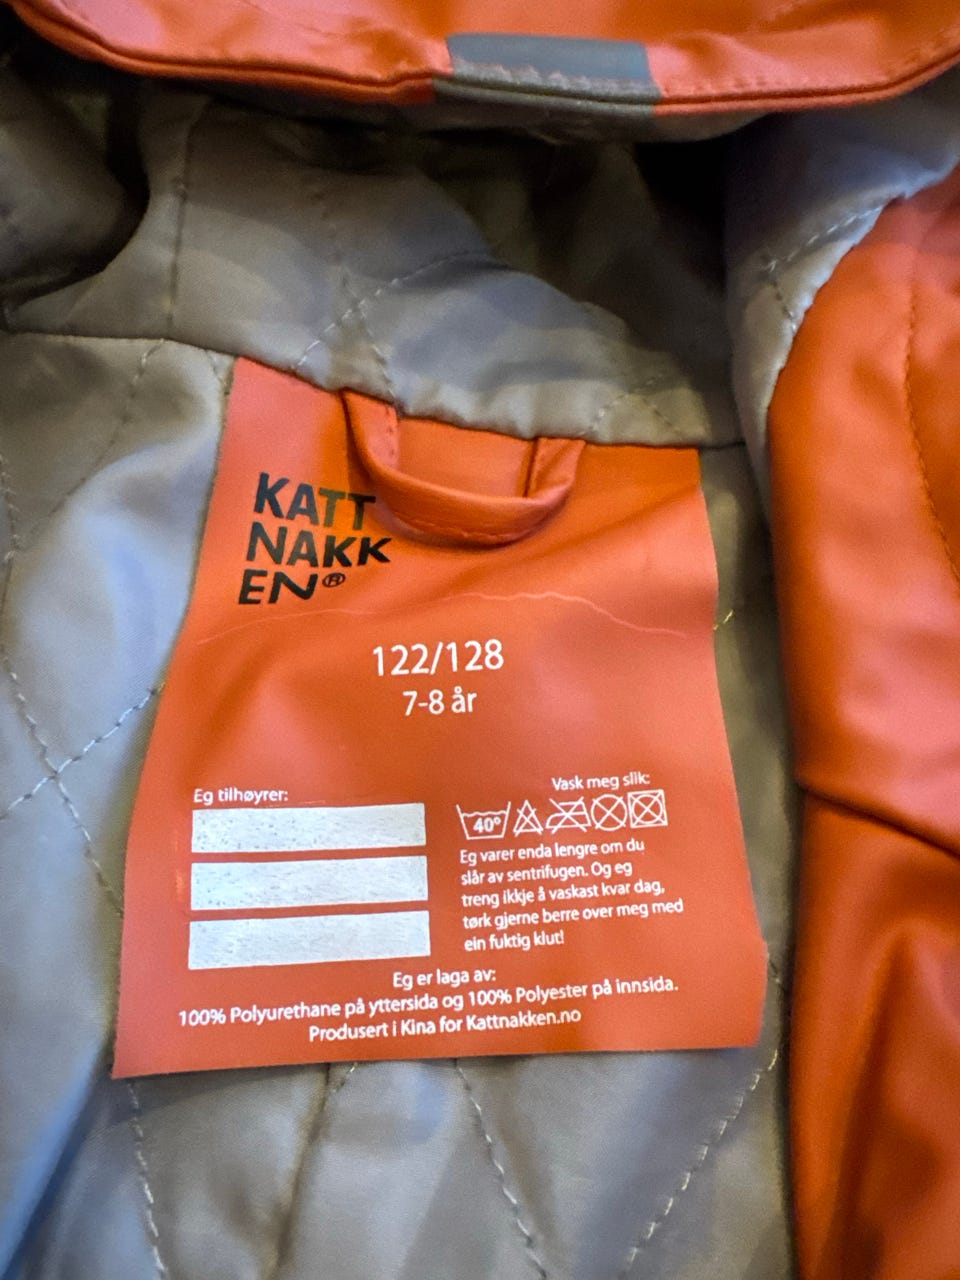 KATT
NAKK
EN®
122/128
7-8 år
Eg tilhøyrer:
Vask meg slik:
40°
Eg varer enda lengre om du
slår av sentrifugen. Og eg
treng ikkje å vaskast kvar dag,
tørk gjerne berre over meg med
ein fuktig klut!
Eg er laga av:
100% Polyurethane på yttersida og 100% Polyester på innsida.
Produsert i Kina for Kattnakken.no